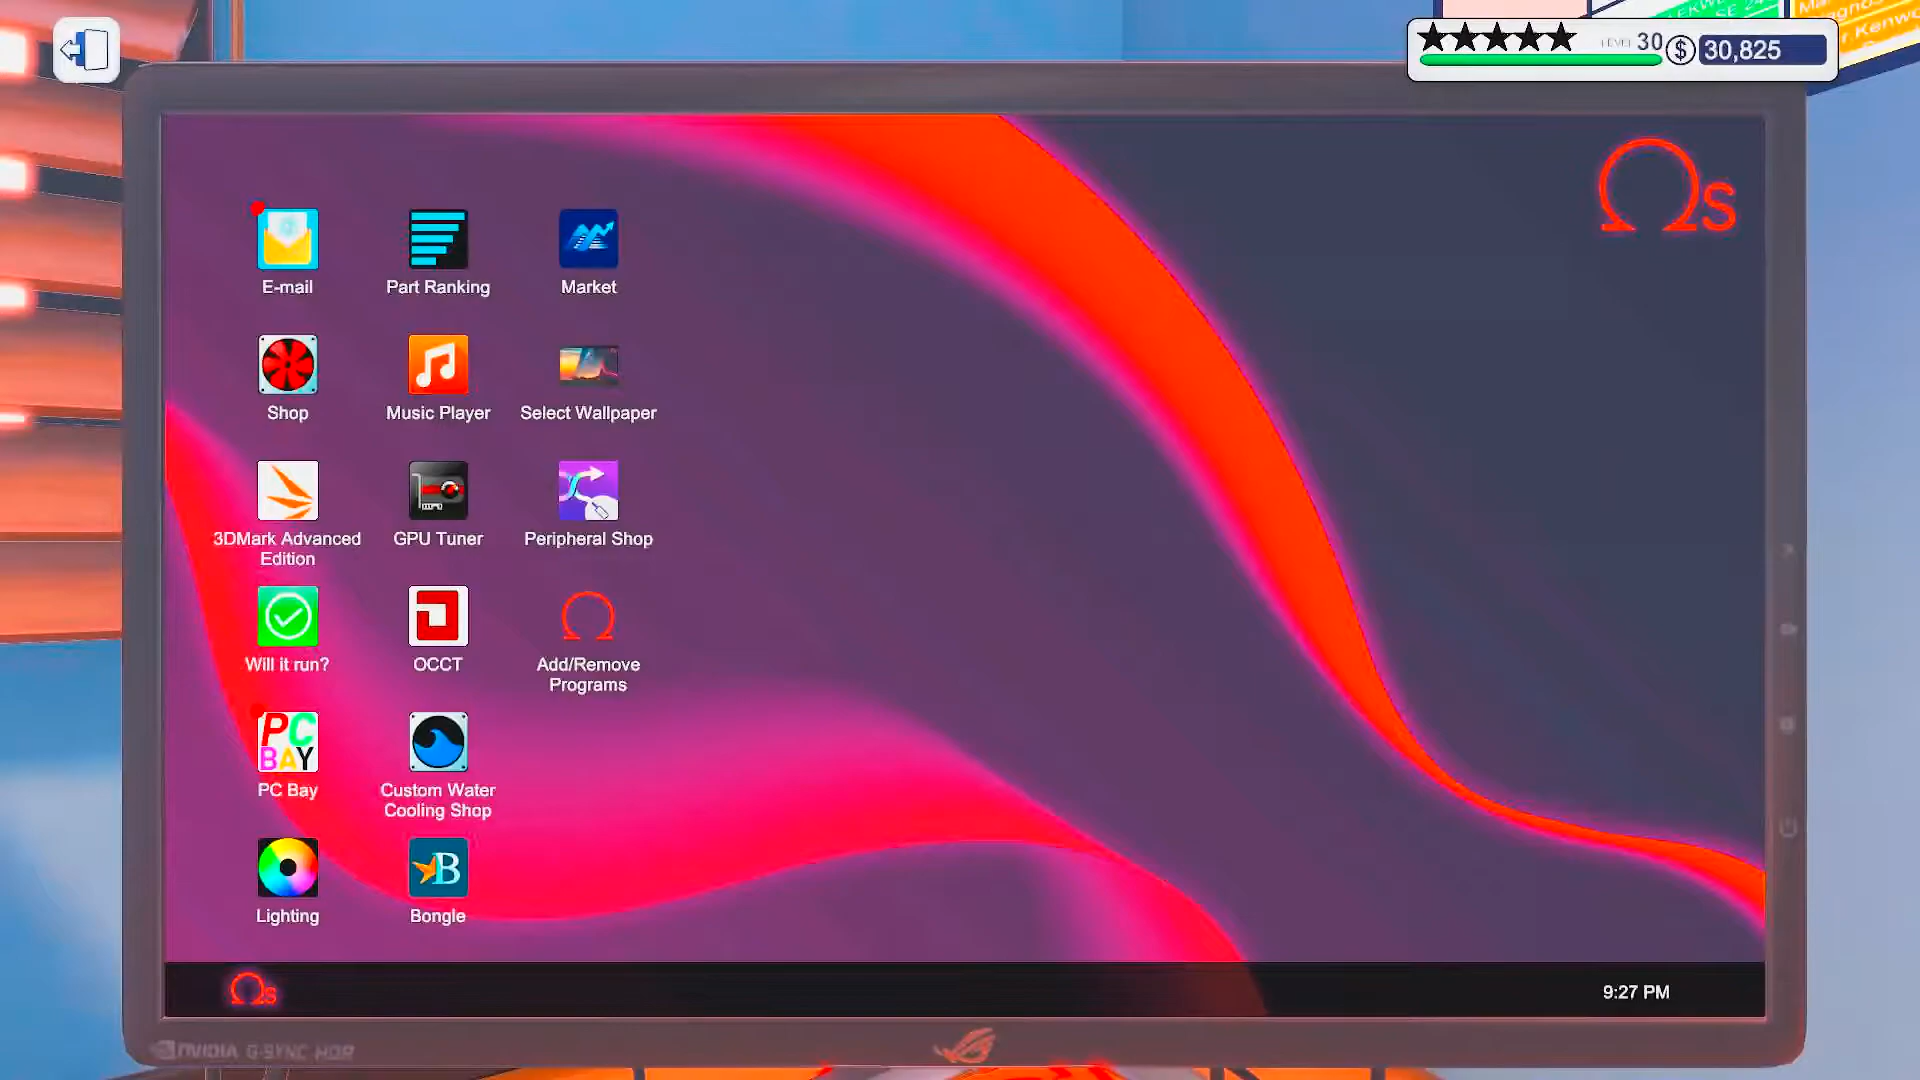 LEVEL 30 $ 30,825
E-mail
Part Ranking
Market
Shop
Music Player
Select Wallpaper
3DMark Advanced
Edition
GPU Tuner
Peripheral Shop
Will it run?
OCCT
Add/Remove
Programs
PC
BAY
PC Bay
Custom Water
Cooling Shop
B
Lighting
Bongle
Ωs
Ωs
9:27 PM
NVIDIA G-SYNC HDR